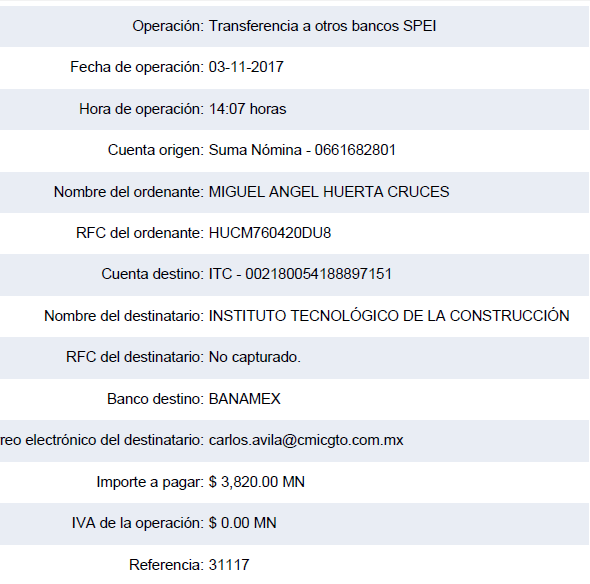 Operación: Transferencia a otros bancos SPEI
Fecha de operación: 03-11-2017
Hora de operación: 14:07 horas
Cuenta origen: Suma Nómina - 0661682801
Nombre del ordenante: MIGUEL ANGEL HUERTA CRUCES
RFC del ordenante: HUCM760420DU8
Cuenta destino: ITC - 002180054188897151
Nombre del destinatario: INSTITUTO TECNOLÓGICO DE LA CONSTRUCCIÓN
RFC del destinatario: No capturado.
Banco destino: BANAMEX
reo electrónico del destinatario: carlos.avila@cmicgto.com.mx
Importe a pagar: $ 3,820.00 MN
IVA de la operación: $ 0.00 MN
Referencia: 31117